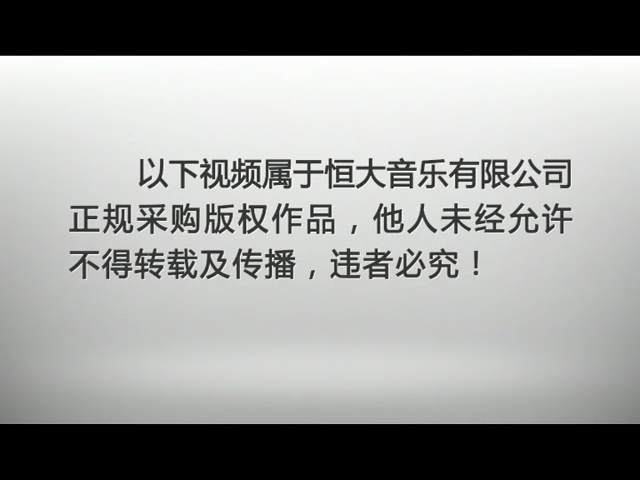 以下视频属于恒大音乐有限公司
正规采购版权作品，他人未经允许
不得转载及传播，违者必究！